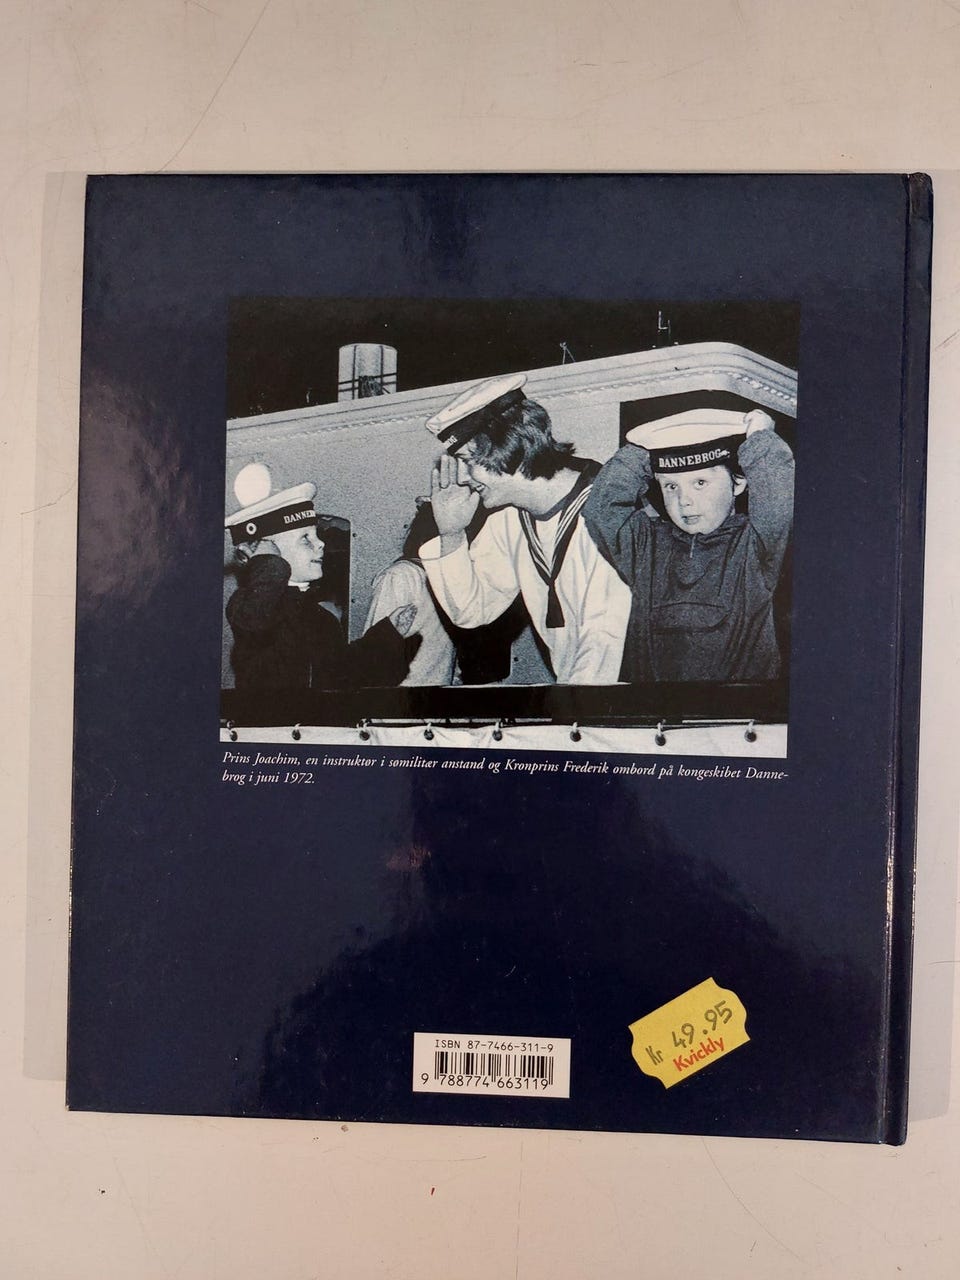 OG
DANNEBROG
DANNEB
Prins Joachim, en instruktør i sømilitær anstand og Kronprins Frederik ombord på kongeskibet Danne-
brog i juni 1972.
Kr 49.95
Kvickly
ISBN 87-7466-311-9
9 788774 663119